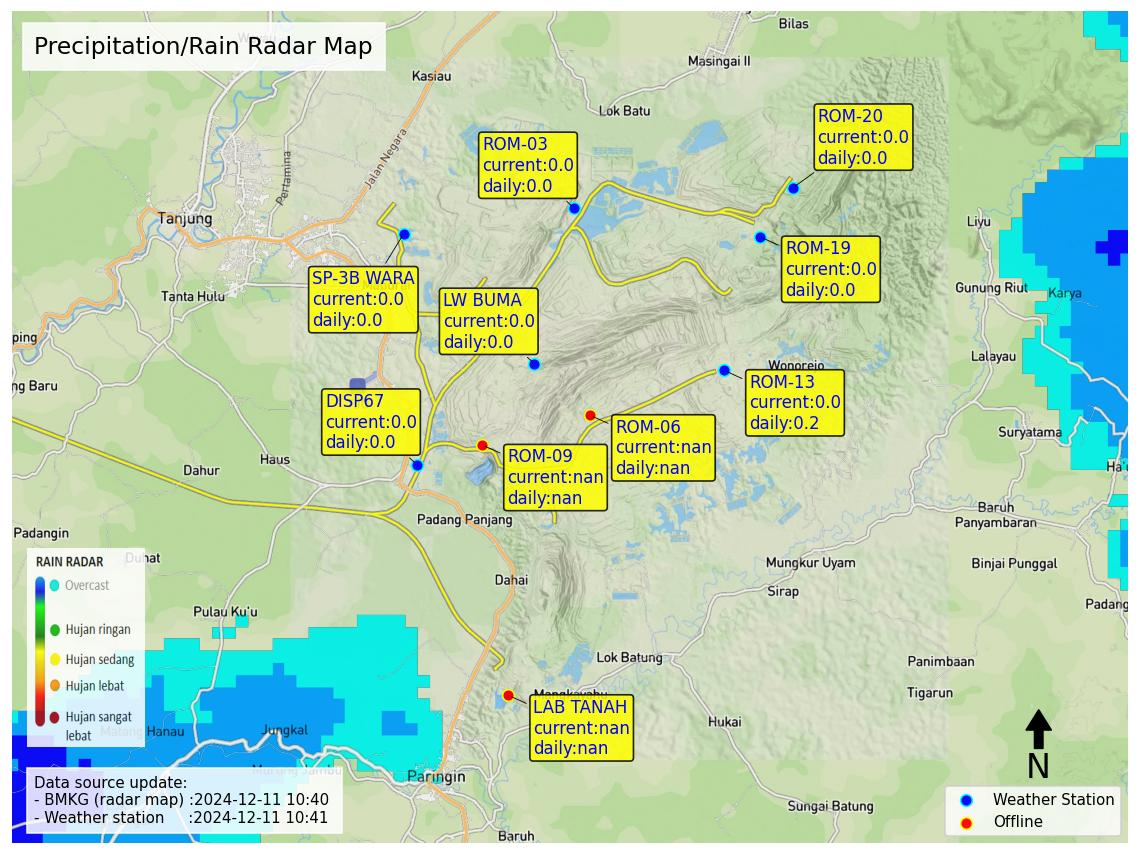 Precipitation/Rain Radar Map
Bilas
Masingai II
Kasiau
Lok Batu
Jalan Negara
Pertamina
Tanjung
Tanta Hulu
ROM-20
current:0.0
daily:0.0
ROM-03
current:0.0
daily:0.0
ROM-19
current:0.0
daily:0.0
SP-3B WARA
current:0.0
daily:0.0
LW BUMA
current:0.0
daily:0.0
Liyu
Gunung Riut
Karya
Lalayau
Wonorejo
ping
ng Baru
ROM-13
current:0.0
daily:0.2
DISP67
current:0.0
daily:0.0
ROM-06
current:nan
daily:nan
ROM-09
current:nan
daily:nan
Suryatama
Ha'u
Dahur
Haus
Padang Panjang
Baruh
Panyambaran
Padangin
Duhat
Binjai Punggal
Mungkur Uyam
Sirap
Dahai
Padang
Pulau Ku'u
RAIN RADAR
Overcast
Hujan ringan
Hujan sedang
Hujan lebat
Hujan sangat
lebat
Lok Batung
Panimbaan
Tigarun
Mangkayahu
LAB TANAH
current:nan
daily:nan
Hukai
Matang Hanau
Jungkal
Murung Jambu
Paringin
Sungai Batung
Baruh
Data source update:
- BMKG (radar map) :2024-12-11 10:40
- Weather station :2024-12-11 10:41
N
Weather Station
Offline